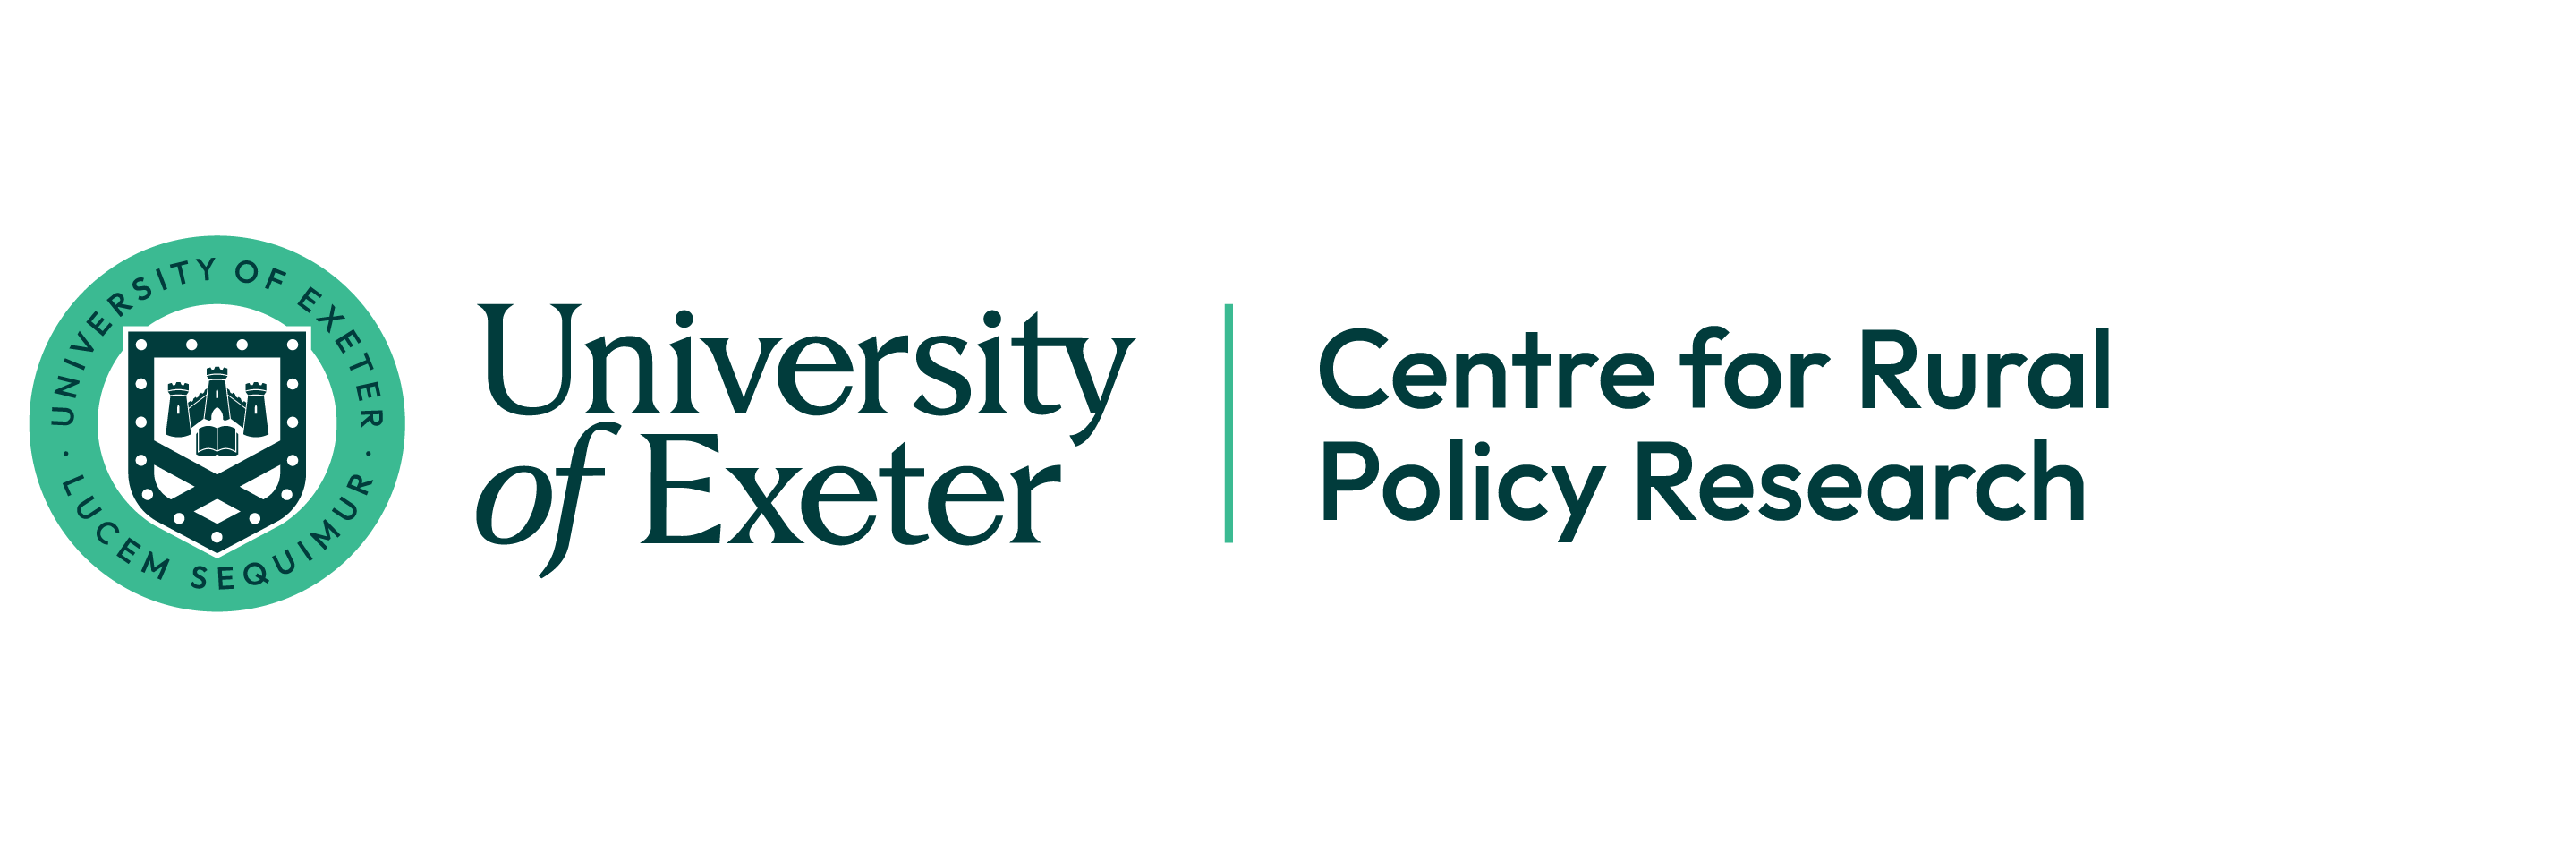 UNIVERSITY OF EXETER
· LUCEM SEQUIMUR ·
University
of Exeter
Centre for Rural
Policy Research